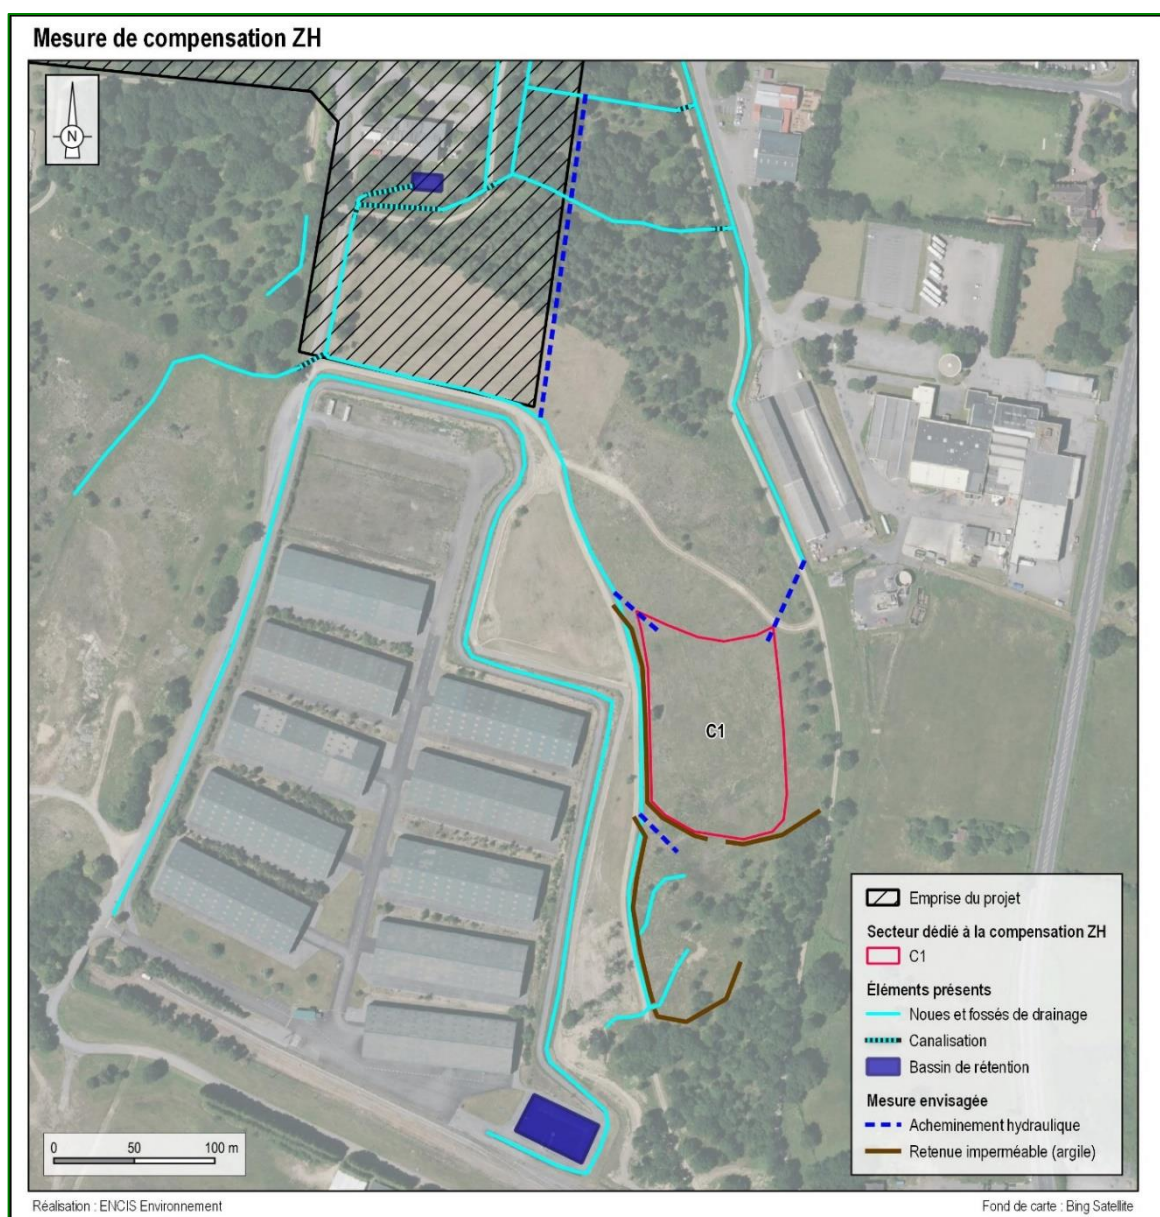 Mesure de compensation ZH
N
C1
Emprise du projet
Secteur dédié à la compensation ZH
C1
Éléments présents
Noues et fossés de drainage
Canalisation
Bassin de rétention
Mesure envisagée
Acheminement hydraulique
Retenue imperméable (argile)
0 50 100 m
Réalisation : ENCIS Environnement
Fond de carte : Bing Satellite